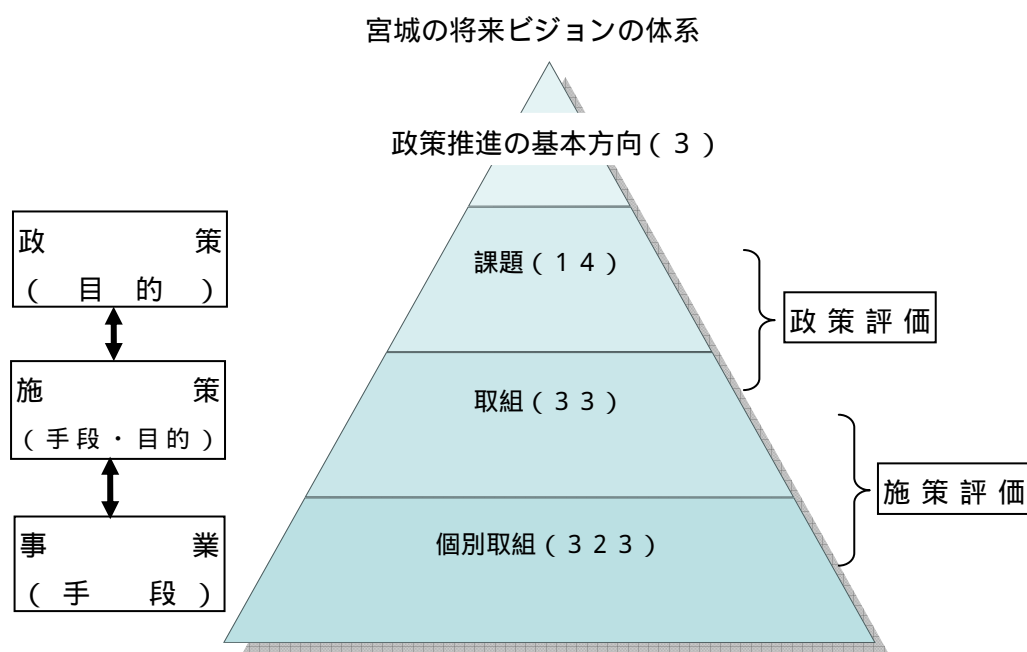 宮城の将来ビジョンの体系
政策推進の基本方向(3)
政策
(目的)
課題(14)
政策評価
施策
(手段・目的)
取組(33)
施策評価
事業
(手段)
個別取組(323)